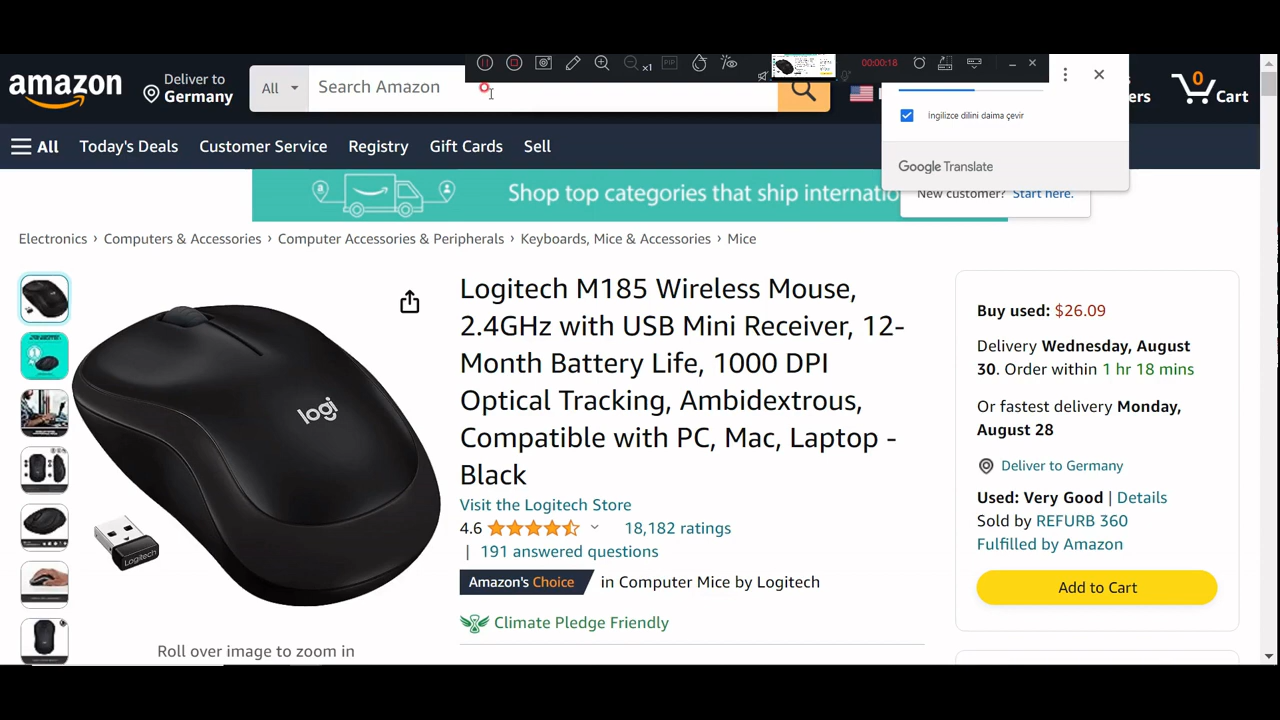 amazon
Deliver to
Germany
All
Search Amazon
x1
PIP
00:00:18
İngilizce dilini daima çevir
Google Translate
New customer? Start here.
0
Cart
All
Today's Deals
Customer Service
Registry
Gift Cards
Sell
Shop top categories that ship internatio
Electronics › Computers & Accessories › Computer Accessories & Peripherals › Keyboards, Mice & Accessories › Mice
logi
Logitech
Roll over image to zoom in
Logitech M185 Wireless Mouse,
2.4GHz with USB Mini Receiver, 12-
Month Battery Life, 1000 DPI
Optical Tracking, Ambidextrous,
Compatible with PC, Mac, Laptop -
Black
Visit the Logitech Store
4.6 18,182 ratings
| 191 answered questions
Amazon's Choice in Computer Mice by Logitech
Climate Pledge Friendly
Buy used: $26.09
Delivery Wednesday, August
30. Order within 1 hr 18 mins
Or fastest delivery Monday,
August 28
Deliver to Germany
Used: Very Good | Details
Sold by REFURB 360
Fulfilled by Amazon
Add to Cart